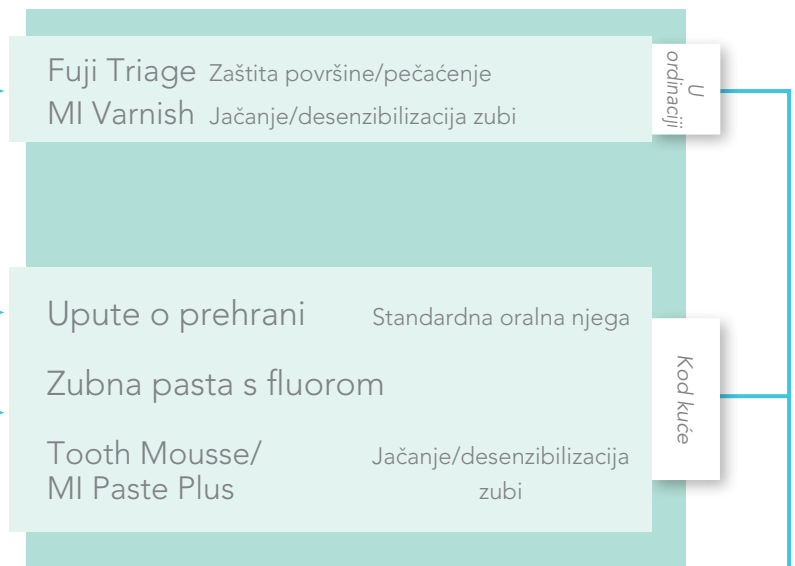 Fuji Triage Zaštita površine/pečaćenje
MI Varnish Jačanje/desenzibilizacija zubi
U
ordinaciji
Upute o prehrani Standardna oralna njega
Zubna pasta s fluorom
Tooth Mousse/ Jačanje/desenzibilizacija
MI Paste Plus zubi
Kod kuće